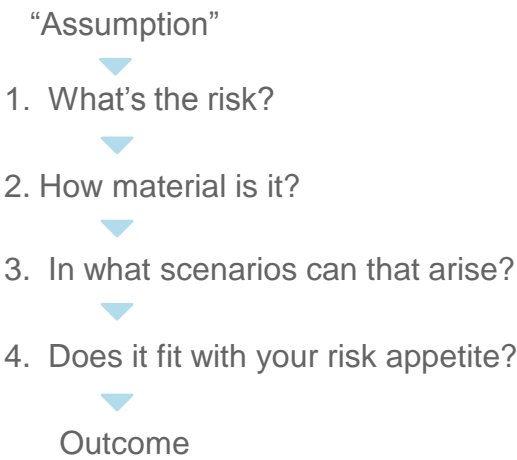 “Assumption”
1. What’s the risk?
2. How material is it?
3. In what scenarios can that arise?
4. Does it fit with your risk appetite?
Outcome